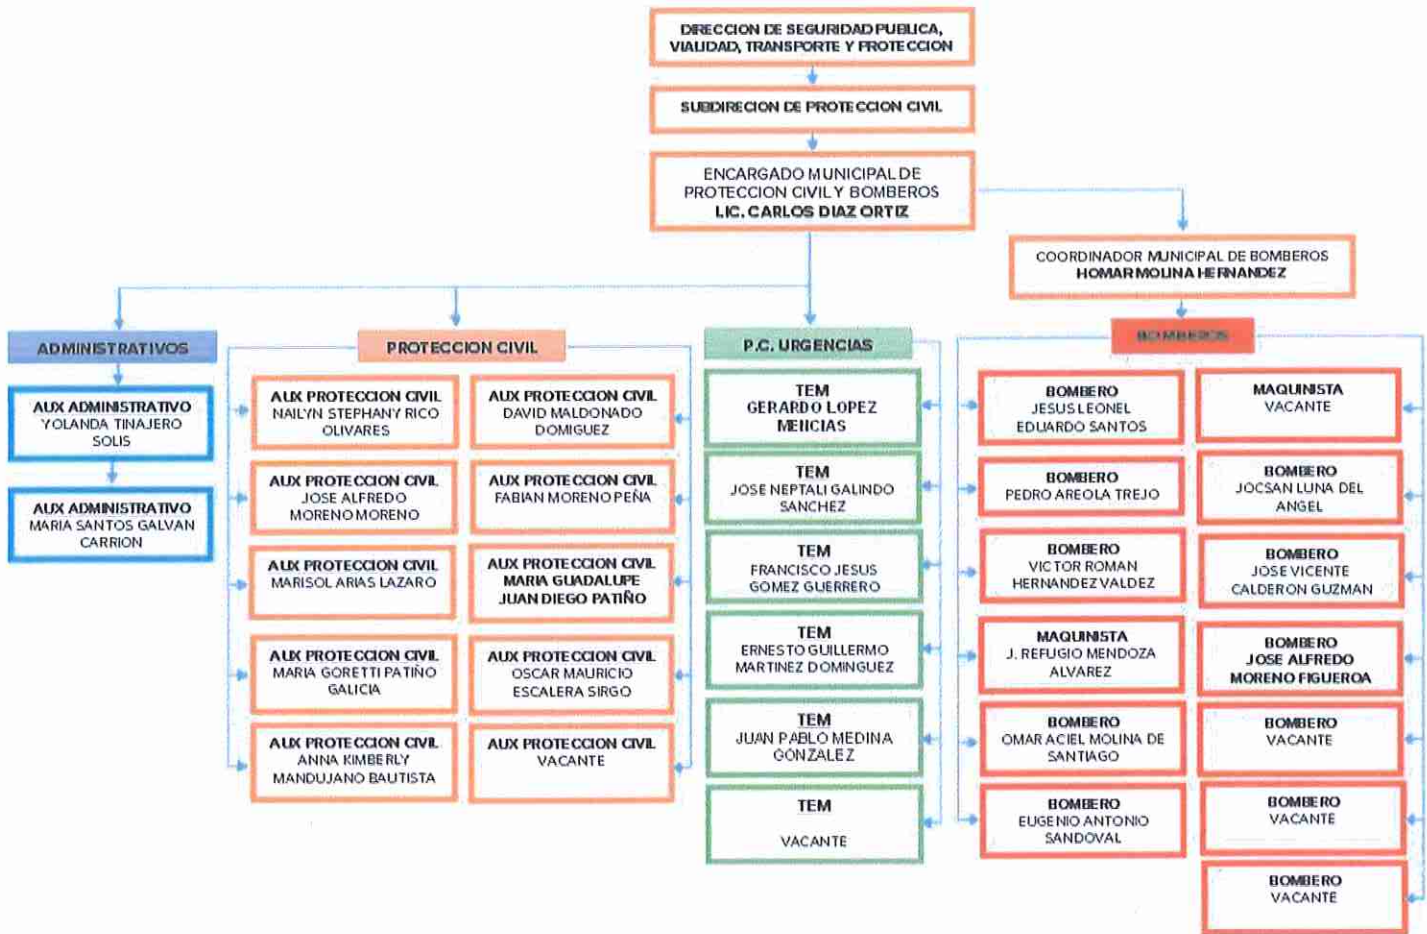 DIRECCION DE SEGURIDAD PUBLICA,
VIALIDAD, TRANSPORTE Y PROTECCION
SUBDIRECION DE PROTECCION CIVIL
ENCARGADO MUNICIPAL DE
PROTECCION CIVIL Y BOMBEROS
LIC. CARLOS DIAZ ORTIZ
COORDINADOR MUNICIPAL DE BOMBEROS
HOMAR MOLINA HERNANDEZ
ADMINISTRATIVOS
AUX ADMINISTRATIVO
YOLANDA TINAJERO
SOLIS
AUX ADMINISTRATIVO
MARIA SANTOS GALVAN
CARRION
PROTECCION CIVIL
AUX PROTECCION CIVIL
NAILYN STEPHANY RICO
OLIVARES
AUX PROTECCION CIVIL
JOSE ALFREDO
MORENO MORENO
AUX PROTECCION CIVIL
MARISOL ARIAS LAZARO
AUX PROTECCION CIVIL
MARIA GORETTI PATIÑO
GALICIA
AUX PROTECCION CIVIL
ANNA KIMBERLY
MANDUJANO BAUTISTA
AUX PROTECCION CIVIL
DAVID MALDONADO
DOMIGUEZ
AUX PROTECCION CIVIL
FABIAN MORENO PEÑA
AUX PROTECCION CIVIL
MARIA GUADALUPE
JUAN DIEGO PATIÑO
AUX PROTECCION CIVIL
OSCAR MAURICIO
ESCALERA SIRGO
AUX PROTECCION CIVIL
VACANTE
P.C. URGENCIAS
TEM
GERARDO LOPEZ
MENCIAS
TEM
JOSE NEPTALI GALINDO
SANCHEZ
TEM
FRANCISCO JESUS
GOMEZ GUERRERO
TEM
ERNESTO GUILLERMO
MARTINEZ DOMINGUEZ
TEM
JUAN PABLO MEDINA
GONZALEZ
TEM
VACANTE
BOMBEROS
BOMBERO
JESUS LEONEL
EDUARDO SANTOS
BOMBERO
PEDRO AREOLA TREJO
BOMBERO
VICTOR ROMAN
HERNANDEZ VALDEZ
MAQUINISTA
J. REFUGIO MENDOZA
ALVAREZ
BOMBERO
OMAR ACIEL MOLINA DE
SANTIAGO
BOMBERO
EUGENIO ANTONIO
SANDOVAL
MAQUINISTA
VACANTE
BOMBERO
JOCSAN LUNA DEL
ANGEL
BOMBERO
JOSE VICENTE
CALDERON GUZMAN
BOMBERO
JOSE ALFREDO
MORENO FIGUEROA
BOMBERO
VACANTE
BOMBERO
VACANTE
BOMBERO
VACANTE